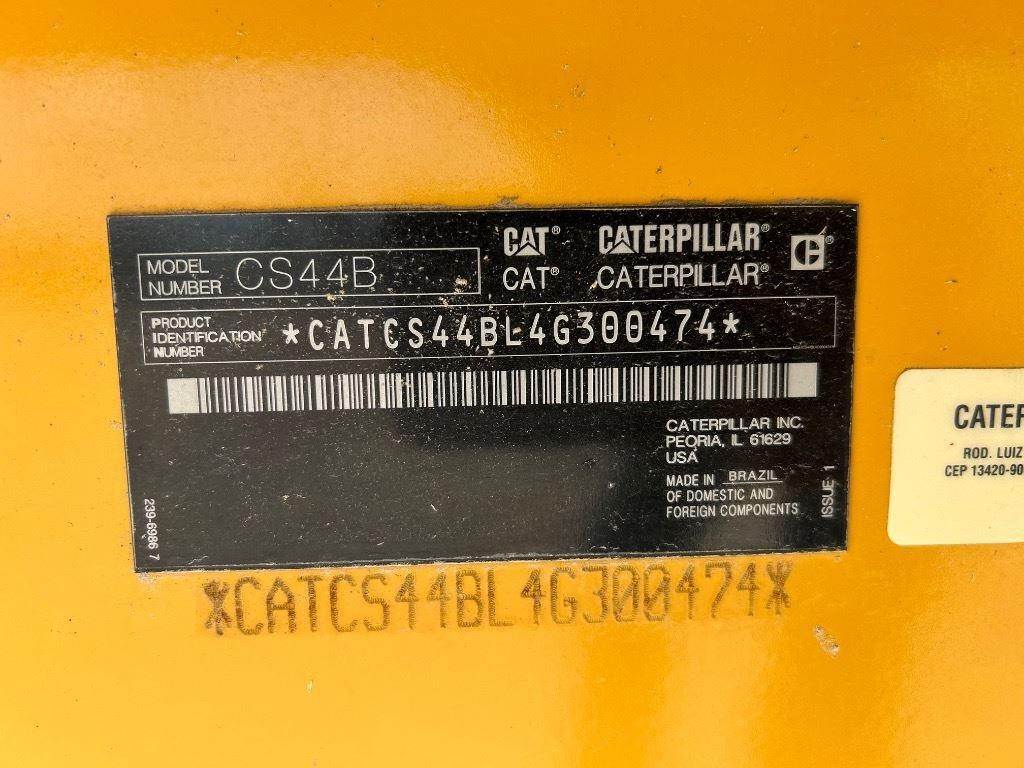 MODEL
NUMBER
CS44B
CAT® CATERPILLAR®
CAT® CATERPILLAR®
PRODUCT
IDENTIFICATION
NUMBER
*CATCS44BL4G300474*
CATERPILLAR INC.
PEORIA, IL 61629
USA
MADE IN BRAZIL
OF DOMESTIC AND
FOREIGN COMPONENTS
ISSUE 1
239-6986 7
*CATCS44BL4G300474*
CATER
ROD. LUIZ
CEP 13420-90